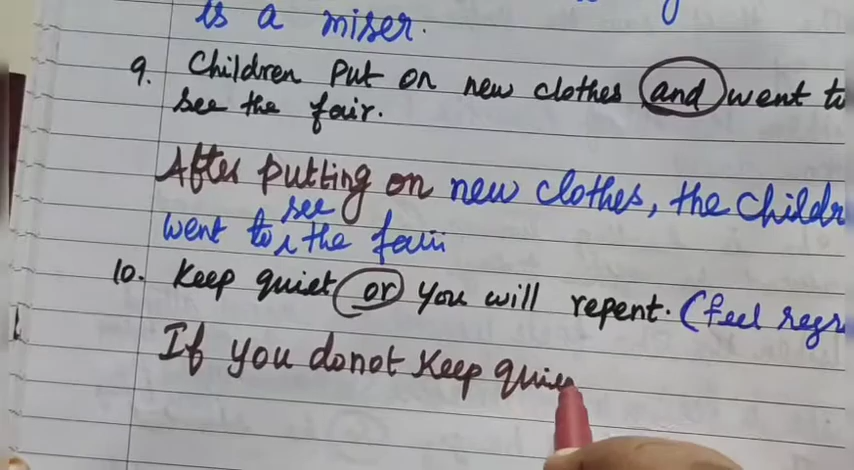 is a miser.
9. Children put on new clothes and went to
see the fair.
After putting on new clothes, the childr
see
went to the fair
10. Keep quiet or you will repent. (feel regr
If you donot keep quie